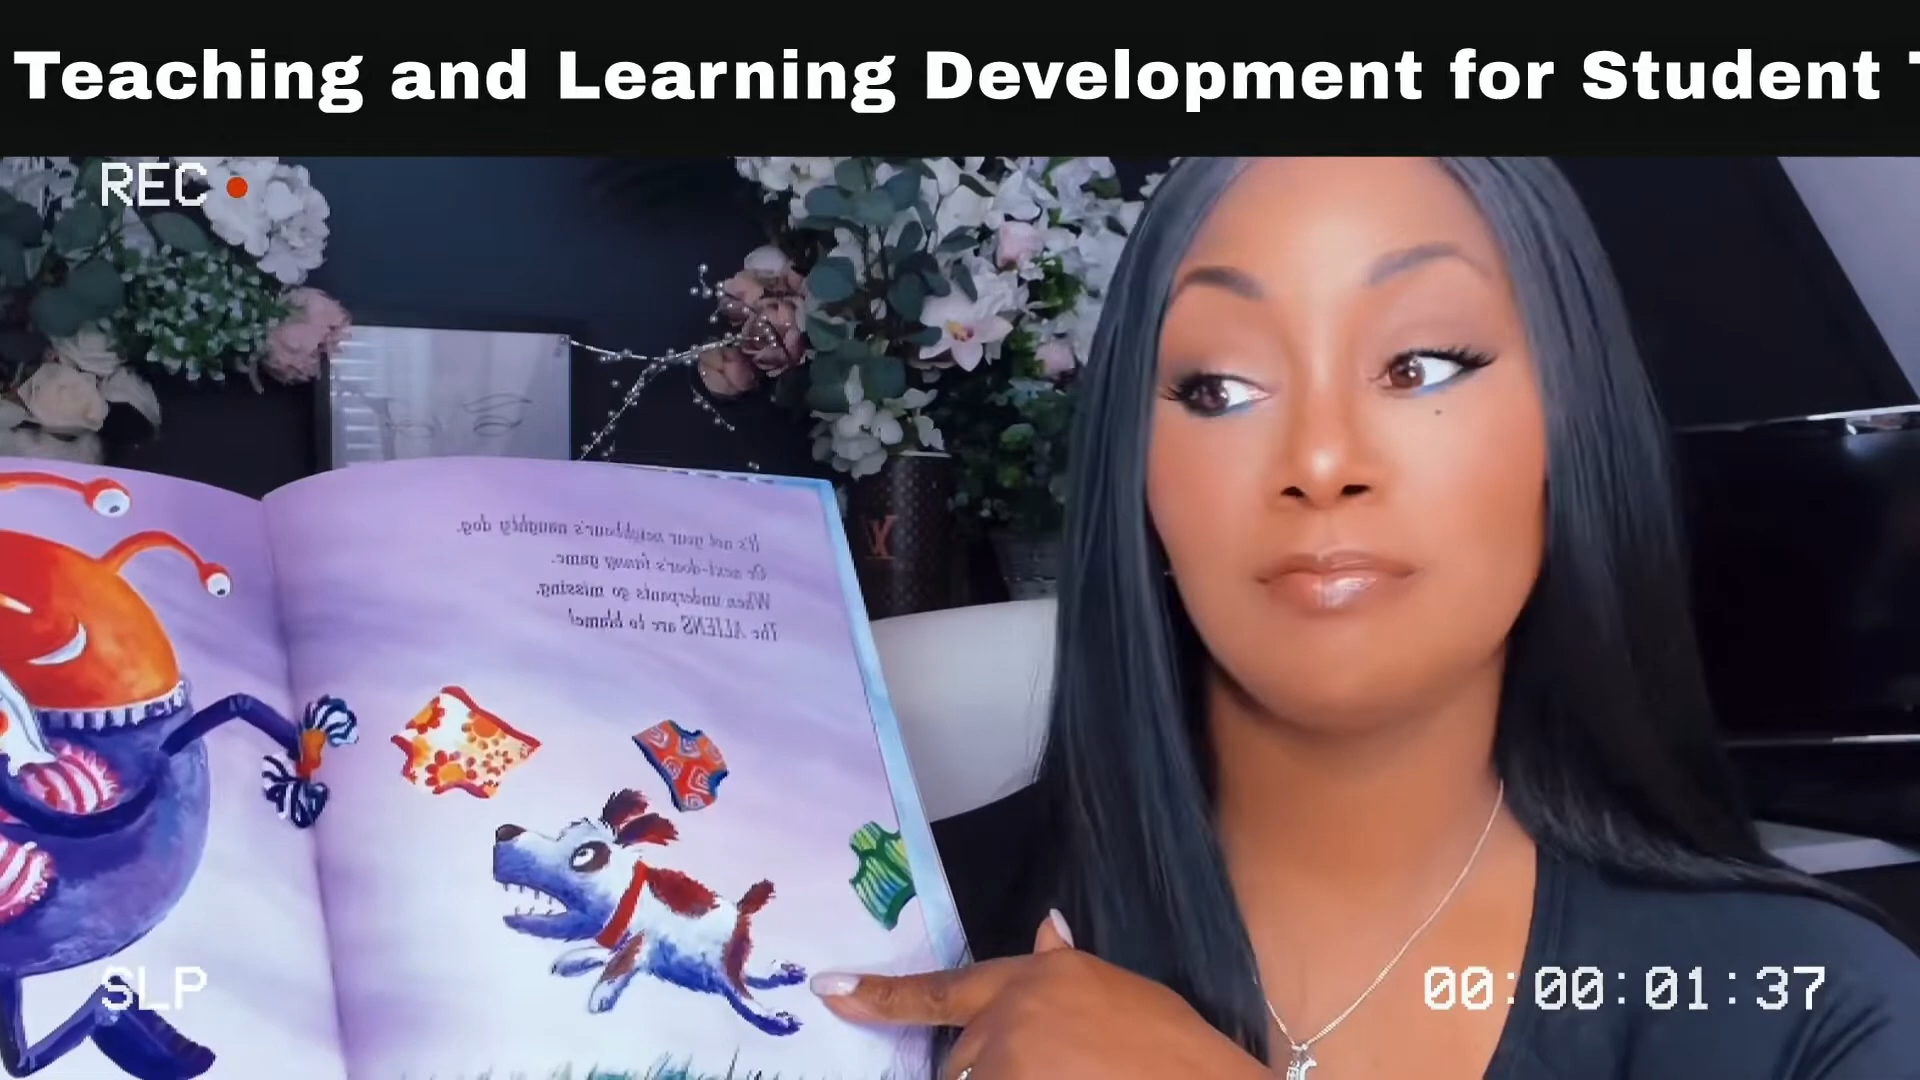 Teaching and Learning Development for Student T
REC
It's not your neighbour's naughty dog,
Or next-door's funny game.
When underpants go missing,
The ALIENS are to blame!
LV
SLP
00:00:01:37